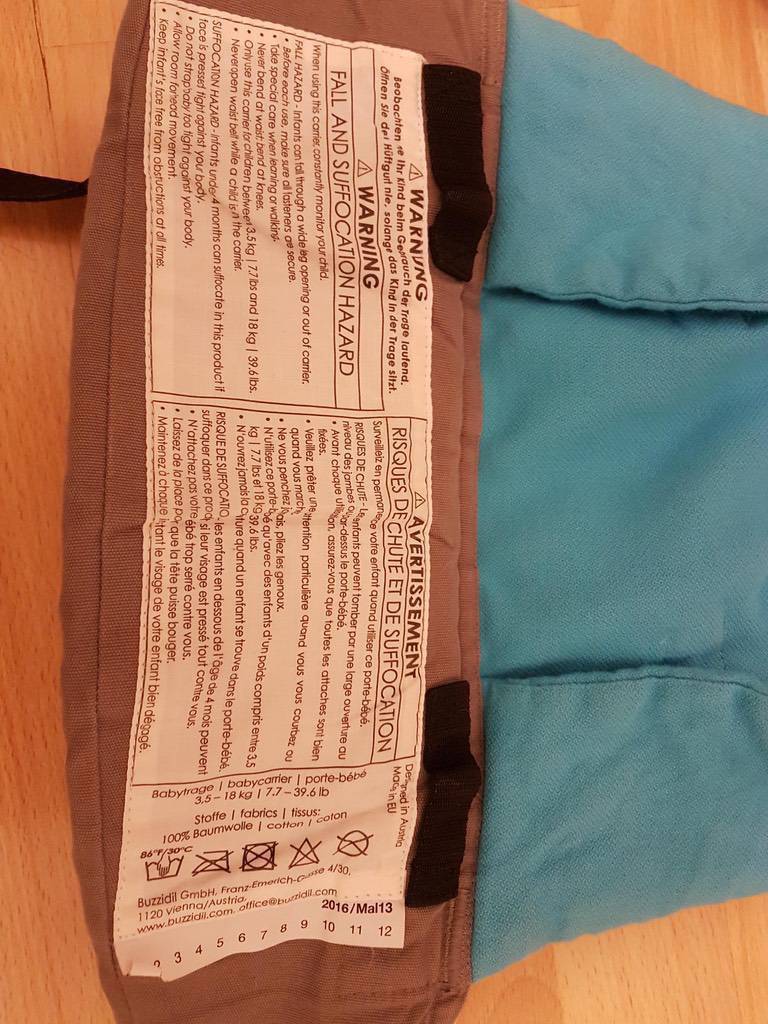 ⚠ WARNUNG
Beobachten Ihr Kind beim Gebrauch der Trage laufend.
Öffnen Sie den Hüftgurt nie, solange das Kind in der Trage sitzt.
⚠ WARNING
FALL AND SUFFOCATION HAZARD
When using this carrier, constantly monitor your child.
FALL HAZARD - Infants can fall through a wide leg opening or out of carrier.
• Before each use, make sure all fasteners are secure.
• Take special care when leaning or walking.
• Never bend at waist; bend at knees.
• Only use this carrier for children between 3.5 kg | 7.7 lbs and 18 kg | 39.6 lbs.
• Never open waist belt while a child is in the carrier.
SUFFOCATION HAZARD - Infants under 4 months can suffocate in this product if
face is pressed tight against your body.
• Do not strap baby too tight against your body.
• Allow room for head movement.
• Keep infant's face free from obstructions at all times.
⚠ AVERTISSEMENT
RISQUES DE CHUTE ET DE SUFFOCATION
Surveillez en permanence votre enfant quand utiliser ce porte-bébé.
RISQUES DE CHUTE - Les enfants peuvent tomber par une large ouverture au
niveau des jambes ou par-dessus le porte-bébé.
• Avant chaque utilisation, assurez-vous que toutes les attaches sont bien
fixées.
• Veuillez prêter une attention particulière quand vous vous courbez ou
quand vous marchez
• Ne vous penchez jamais, pliez les genoux.
• N'utilisez ce porte-bébé qu'avec des enfants d'un poids compris entre 3.5
kg | 7.7 lb et 18 kg | 39.6 lbs.
• N'ouvrez jamais la ceinture quand un enfant se trouve dans le porte-bébé.
RISQUE DE SUFFOCATION - les enfants en dessous de l'âge de 4 mois peuvent
suffoquer dans ce produit si leur visage est pressé tout contre vous.
• N'attachez pas votre bébé trop serré contre vous.
• Laissez de la place pour que la tête puisse bouger.
• Maintenez à chaque instant le visage de votre enfant bien dégagé.
Designed in Austria
Made in EU
Babytrage | babycarrier | porte-bébé
3,5 – 18 kg | 7.7 – 39.6 lb
Stoffe | fabrics | tissus:
100% Baumwolle | cotton | coton
86°F/30°C
Buzzidil GmbH, Franz-Emerich-Gasse 4/30,
1120 Vienna/Austria,
www.buzzidil.com, office@buzzidil.com
2016/Mai13
2 3 4 5 6 7 8 9 10 11 12